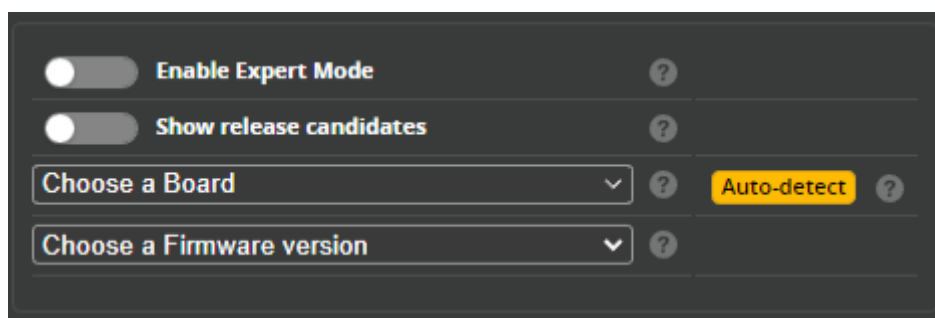 Enable Expert Mode ?
Show release candidates ?
Choose a Board ? Auto-detect ?
Choose a Firmware version ?